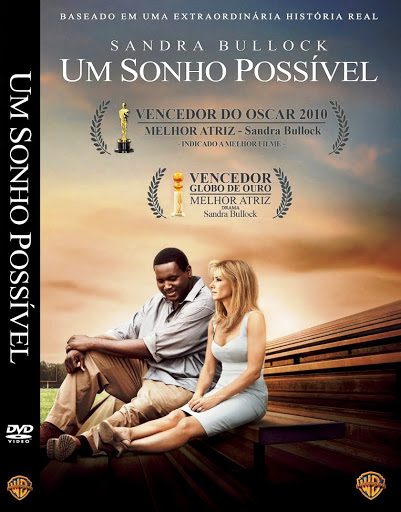 BASEADO EM UMA EXTRAORDINÁRIA HISTÓRIA REAL
SANDRA BULLOCK
UM SONHO POSSÍVEL
VENCEDOR DO OSCAR 2010
MELHOR ATRIZ - Sandra Bullock
- INDICADO A MELHOR FILME -
VENCEDOR
GLOBO DE OURO
MELHOR ATRIZ
DRAMA
Sandra Bullock
UM SONHO POSSÍVEL
DVD
VIDEO
WB
WB